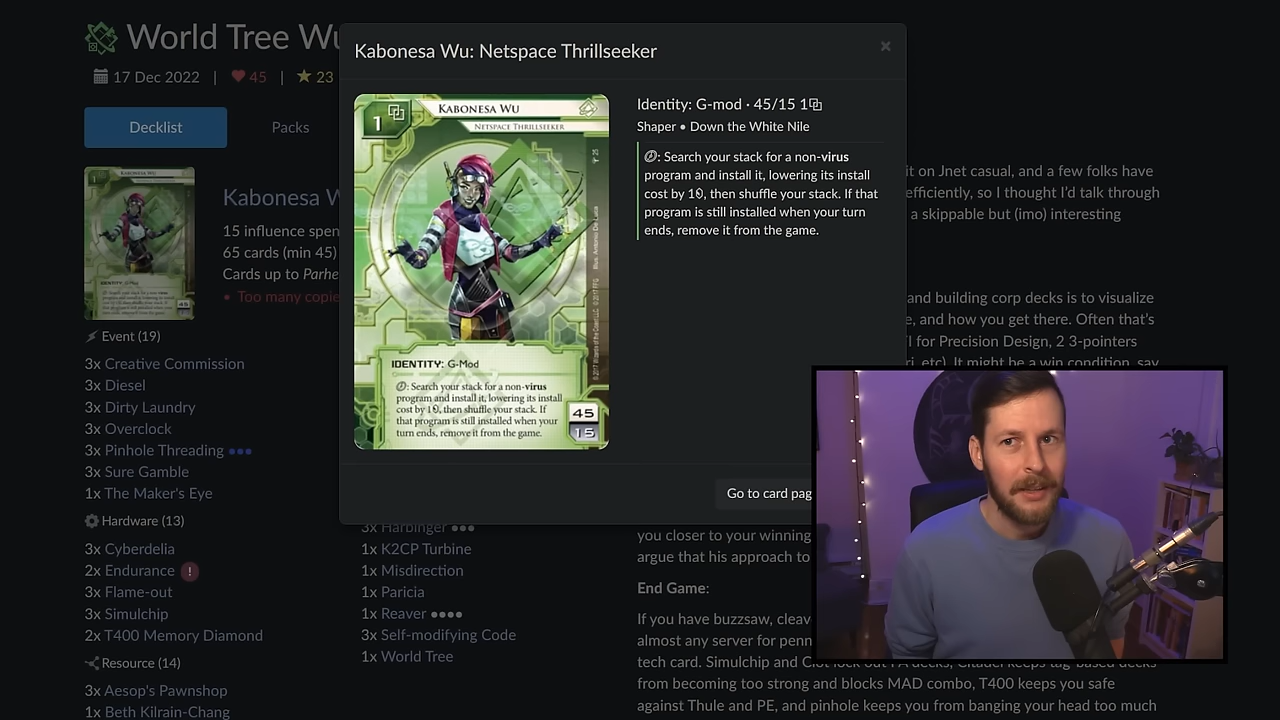 World Tree Wu
17 Dec 2022 | 45 | 23
Decklist
Packs
Kabonesa W
15 influence spen
65 cards (min 45)
Cards up to Parhe
• Too many copie
Event (19)
3x Creative Commission
3x Diesel
3x Dirty Laundry
3x Overclock
3x Pinhole Threading •••
3x Sure Gamble
1x The Maker's Eye
Hardware (13)
3x Cyberdelia
2x Endurance !
3x Flame-out
3x Simulchip
2x T400 Memory Diamond
Resource (14)
3x Aesop's Pawnshop
1x Beth Kilrain-Chang
3x Harbinger •••
1x K2CP Turbine
1x Misdirection
1x Paricia
1x Reaver ••••
3x Self-modifying Code
1x World Tree
Kabonesa Wu: Netspace Thrillseeker
×
1
KABONESA WU
NETSPACE THRILLSEEKER
IDENTITY: G-Mod
: Search your stack for a non-virus
program and install it, lowering its install
cost by 1, then shuffle your stack. If
that program is still installed when your
turn ends, remove it from the game.
45
15
Identity: G-mod · 45/15 1
Shaper • Down the White Nile
: Search your stack for a non-virus
program and install it, lowering its install
cost by 1, then shuffle your stack. If that
program is still installed when your turn
ends, remove it from the game.
Go to card pag
it on Jnet casual, and a few folks have
efficiently, so I thought I'd talk through
a skippable but (imo) interesting
and building corp decks is to visualize
e, and how you get there. Often that's
I for Precision Design, 2 3-pointers
etc). It might be a win condition, say
you closer to your winning
argue that his approach to
End Game:
If you have buzzsaw, cleav
almost any server for penn
tech card. Simulchip and Clot lock out FA decks, Citadel keeps tag-based decks
from becoming too strong and blocks MAD combo, T400 keeps you safe
against Thule and PE, and pinhole keeps you from banging your head too much